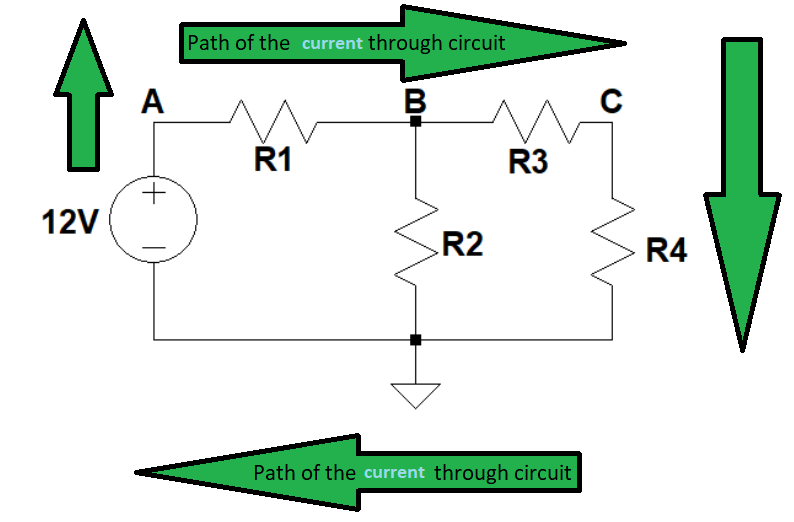 Path of the current through circuit
A
B
C
R1
R3
12V
+
−
R2
R4
Path of the current through circuit